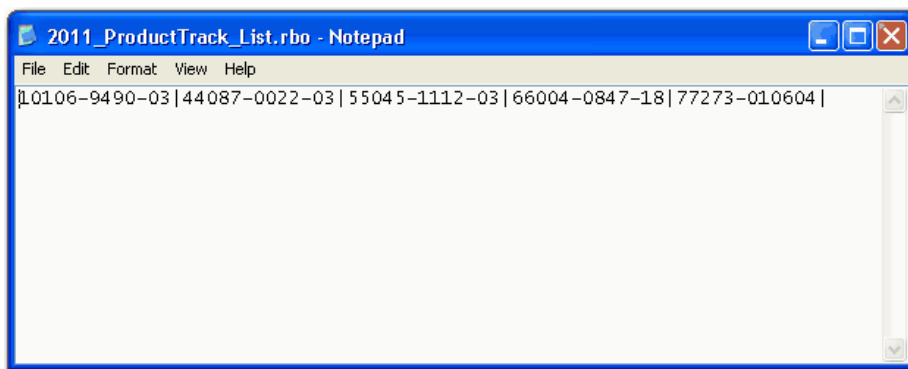 2011_ProductTrack_List.rbo - Notepad
File Edit Format View Help
10106-9490-03|44087-0022-03|55045-1112-03|66004-0847-18|77273-010604|